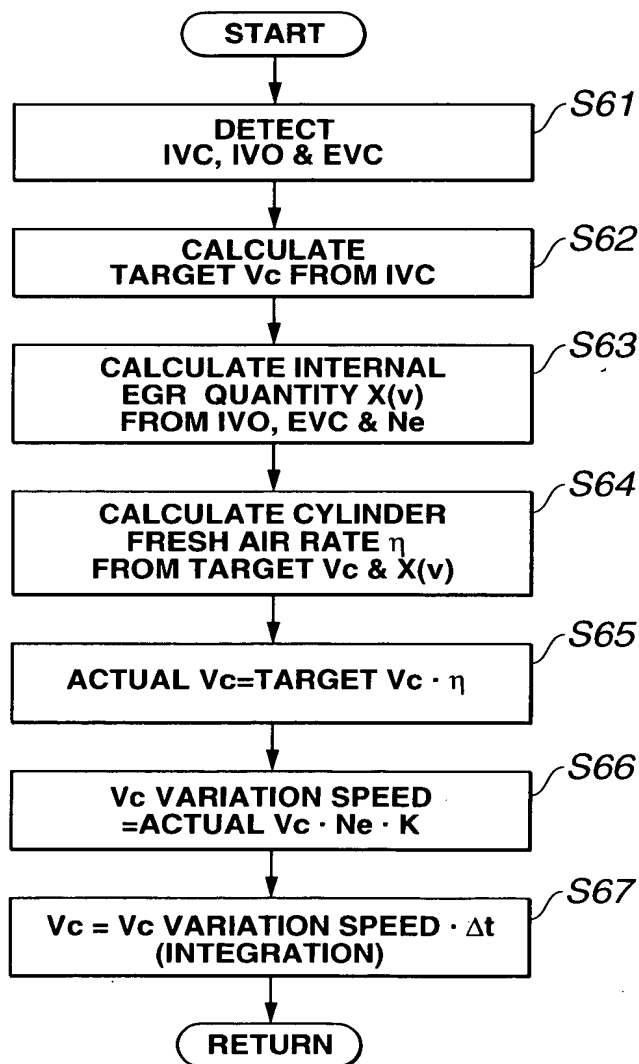 START
S61
DETECT
IVC, IVO & EVC
S62
CALCULATE
TARGET Vc FROM IVC
S63
CALCULATE INTERNAL
EGR QUANTITY X(v)
FROM IVO, EVC & Ne
S64
CALCULATE CYLINDER
FRESH AIR RATE η
FROM TARGET Vc & X(v)
S65
ACTUAL Vc=TARGET Vc · η
S66
Vc VARIATION SPEED
=ACTUAL Vc · Ne · K
S67
Vc = Vc VARIATION SPEED · Δt
(INTEGRATION)
RETURN